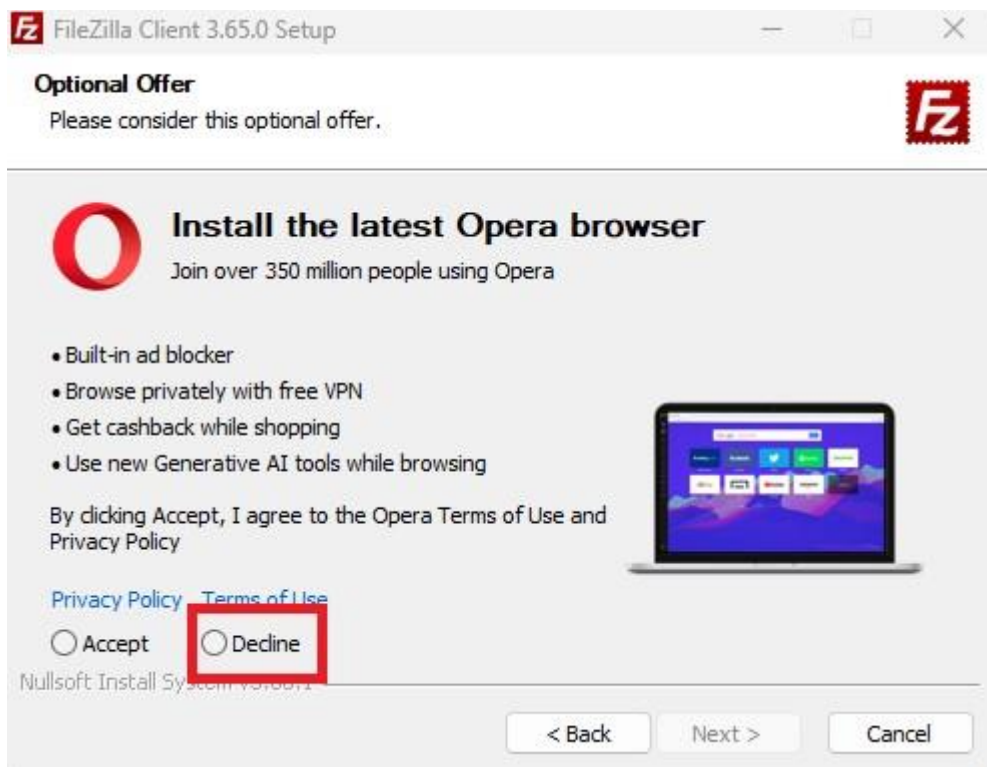 FileZilla Client 3.65.0 Setup
Optional Offer
Please consider this optional offer.
Install the latest Opera browser
Join over 350 million people using Opera
• Built-in ad blocker
• Browse privately with free VPN
• Get cashback while shopping
• Use new Generative AI tools while browsing
By clicking Accept, I agree to the Opera Terms of Use and
Privacy Policy
Privacy Policy Terms of Use
Accept Decline
Nullsoft Install
< Back Next > Cancel